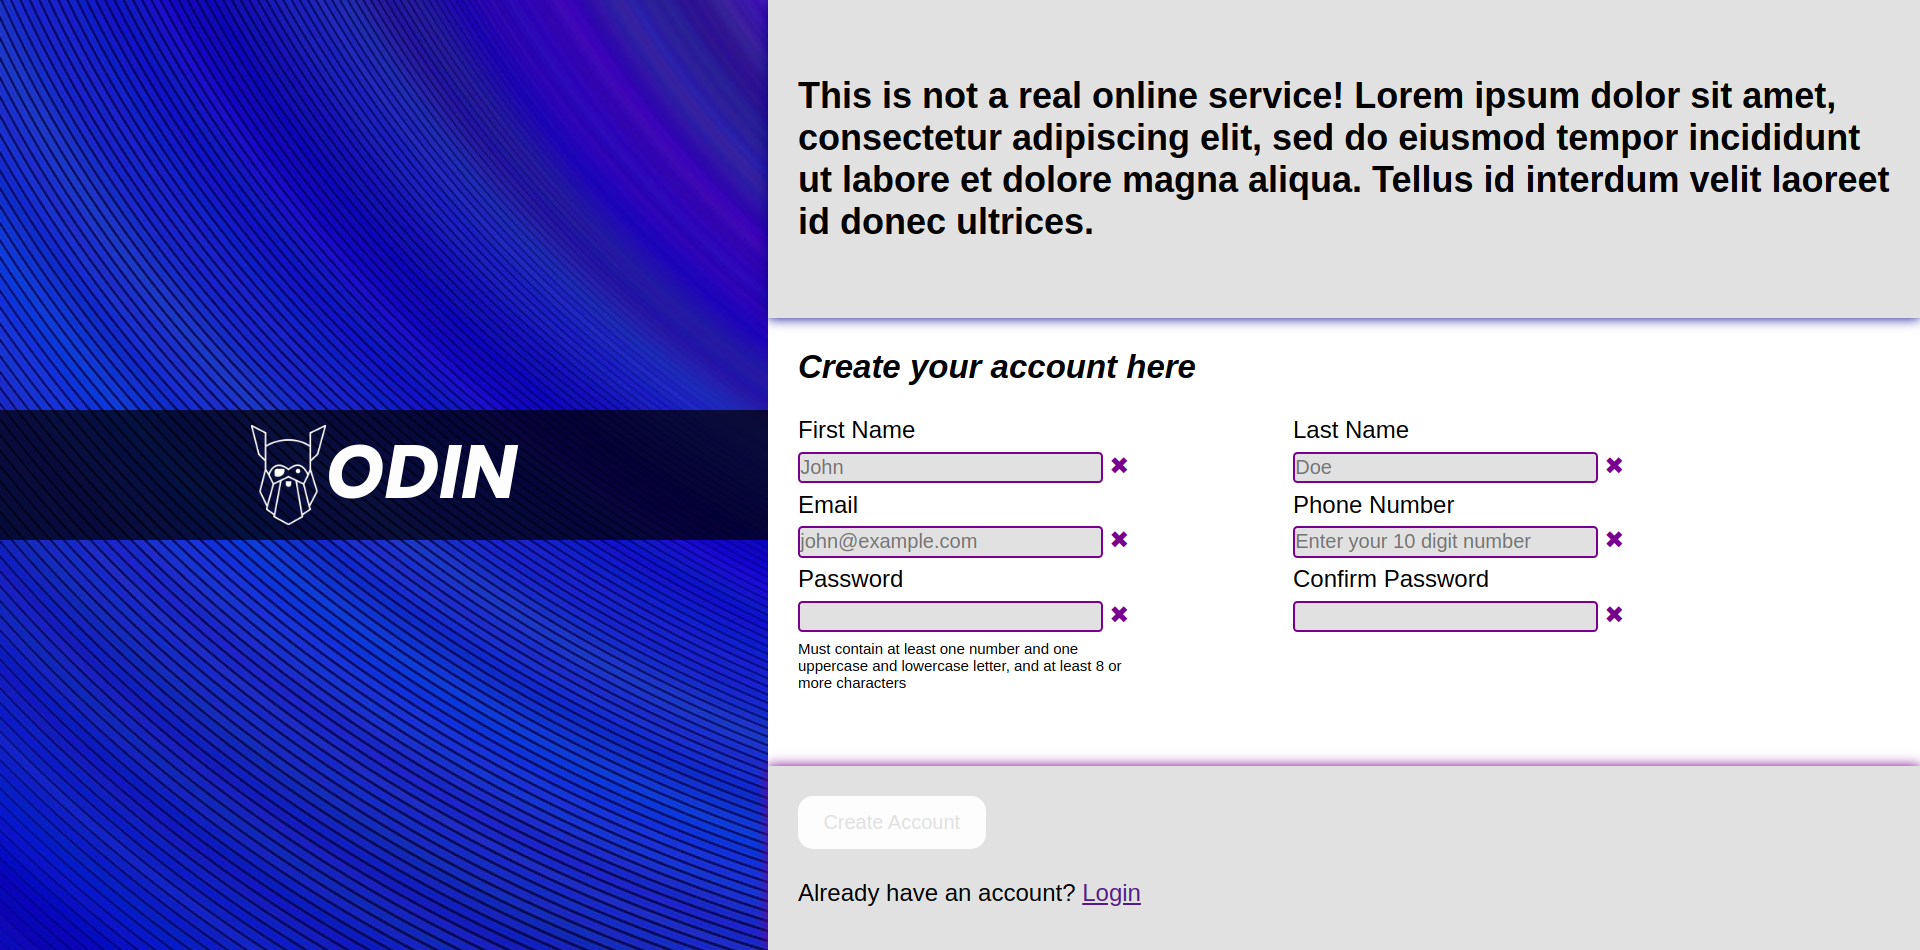 ODIN
This is not a real online service! Lorem ipsum dolor sit amet,
consectetur adipiscing elit, sed do eiusmod tempor incididunt
ut labore et dolore magna aliqua. Tellus id interdum velit laoreet
id donec ultrices.
Create your account here
First Name
Last Name
John ✖
Doe ✖
Email
Phone Number
john@example.com ✖
Enter your 10 digit number ✖
Password
Confirm Password
✖
✖
Must contain at least one number and one
uppercase and lowercase letter, and at least 8 or
more characters
Create Account
Already have an account? Login